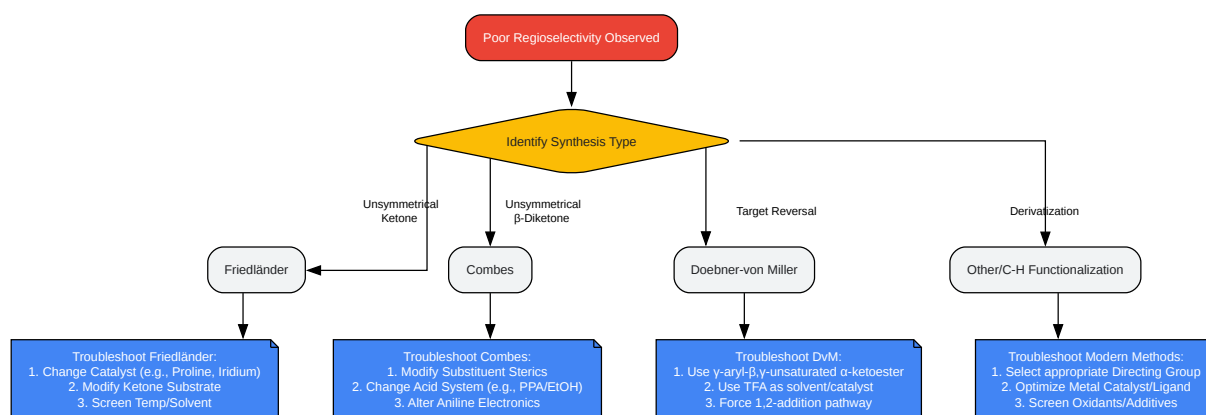 Poor Regioselectivity Observed
Identify Synthesis Type
Unsymmetrical
Ketone
Unsymmetrical
β-Diketone
Target Reversal
Derivatization
Friedländer
Combes
Doebner-von Miller
Other/C-H Functionalization
Troubleshoot Friedländer:
1. Change Catalyst (e.g., Proline, Iridium)
2. Modify Ketone Substrate
3. Screen Temp/Solvent
Troubleshoot Combes:
1. Modify Substituent Sterics
2. Change Acid System (e.g., PPA/EtOH)
3. Alter Aniline Electronics
Troubleshoot DvM:
1. Use γ-aryl-β,γ-unsaturated α-ketoester
2. Use TFA as solvent/catalyst
3. Force 1,2-addition pathway
Troubleshoot Modern Methods:
1. Select appropriate Directing Group
2. Optimize Metal Catalyst/Ligand
3. Screen Oxidants/Additives